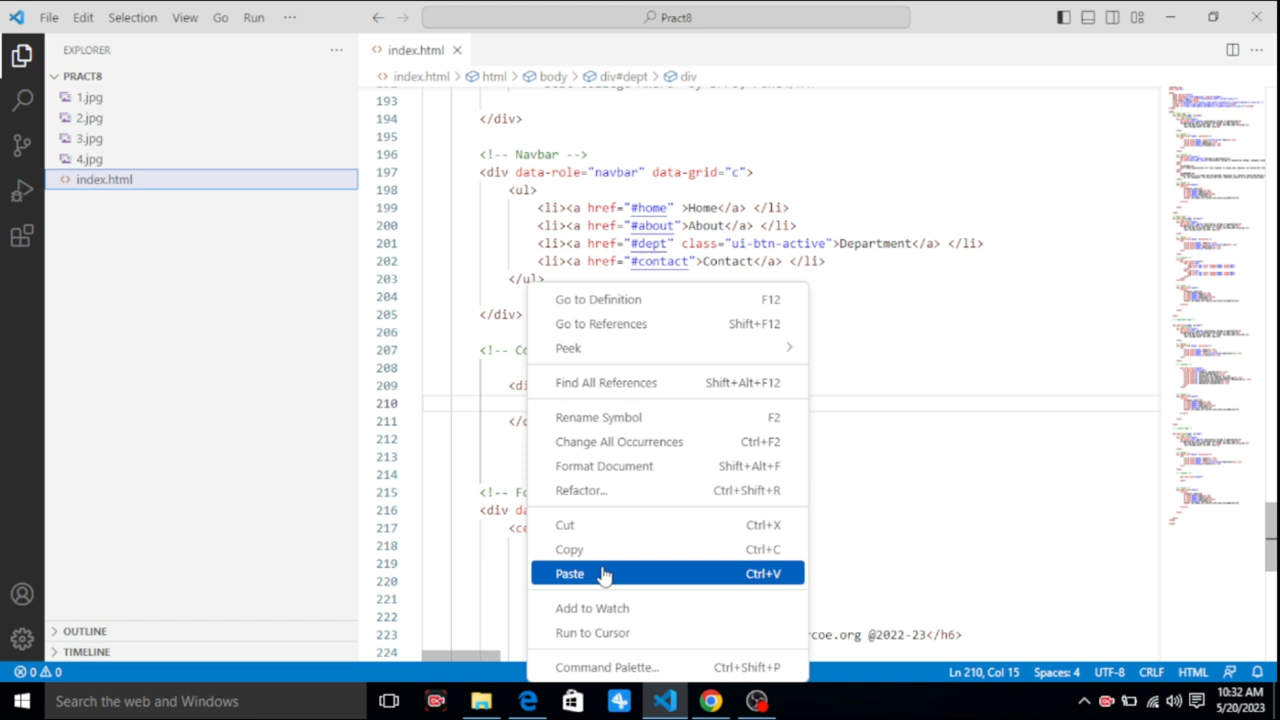 File Edit Selection View Go Run ··· Pract8
EXPLORER ···
PRACT8
1.jpg
2.jpg
3.jpg
4.jpg
index.html
OUTLINE
TIMELINE
index.html
index.html > html > body > div#dept > div
193
194 </div>
195
196 <!-- Navbar -->
197 data-role="navbar" data-grid="c">
198 <ul>
199 <li><a href="#home" >Home</a> </li>
200 <li><a href="#about">About</a> </li>
201 <li><a href="#dept" class="ui-btn-active">Department</a> </li>
202 <li><a href="#contact">Contact</a> </li>
203 </ul>
204
205 </div>
206
207 <!-- Co
208
209 <di
210
211 </
212
213
214
215 <!-- Fo
216 <div da
217 <ce
218
219
220
221
222
223 coe.org @2022-23</h6>
224
Go to Definition F12
Go to References Shift+F12
Peek >
Find All References Shift+Alt+F12
Rename Symbol F2
Change All Occurrences Ctrl+F2
Format Document Shift+Alt+F
Refactor... Ctrl+Shift+R
Cut Ctrl+X
Copy Ctrl+C
Paste Ctrl+V
Add to Watch
Run to Cursor
Command Palette... Ctrl+Shift+P
0 0 Ln 210, Col 15 Spaces: 4 UTF-8 CRLF HTML
Search the web and Windows
10:32 AM
5/20/2023